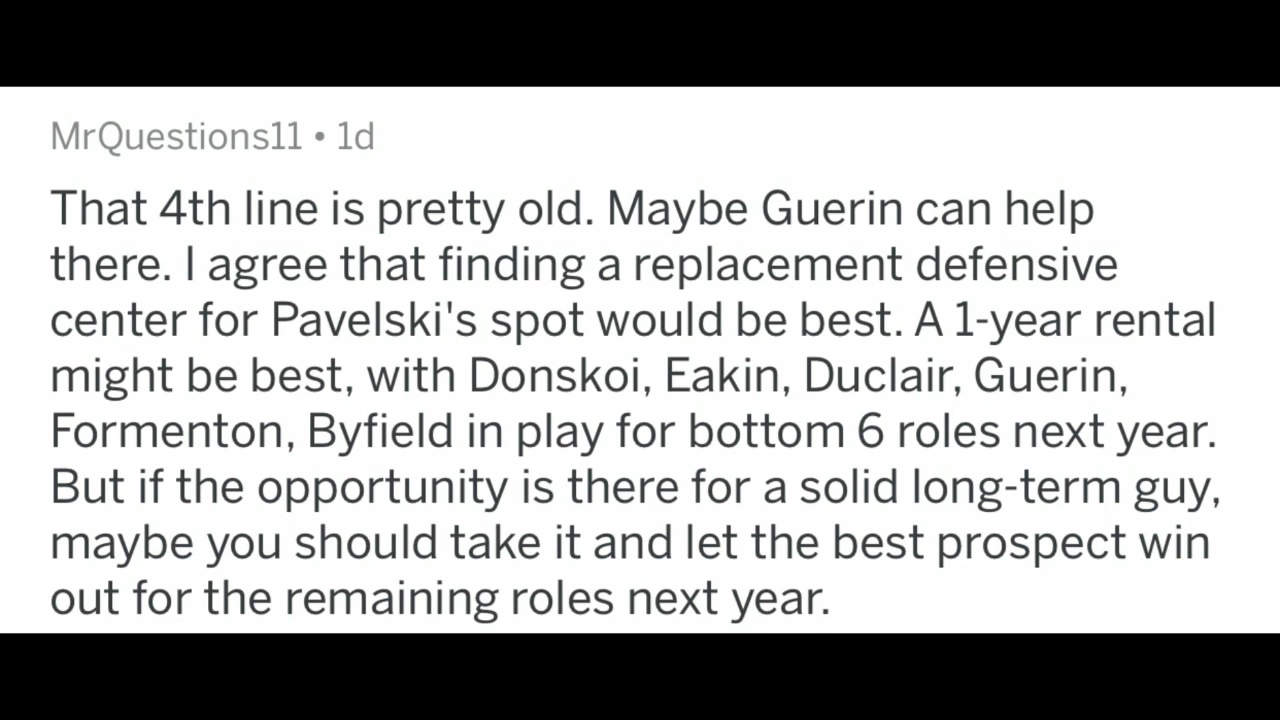 MrQuestions11 • 1d
That 4th line is pretty old. Maybe Guerin can help
there. I agree that finding a replacement defensive
center for Pavelski's spot would be best. A 1-year rental
might be best, with Donskoi, Eakin, Duclair, Guerin,
Formenton, Byfield in play for bottom 6 roles next year.
But if the opportunity is there for a solid long-term guy,
maybe you should take it and let the best prospect win
out for the remaining roles next year.